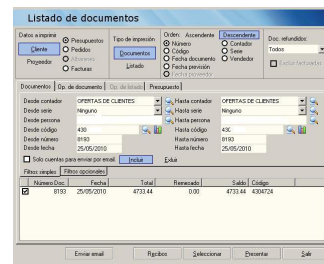 Listado de documentos
Datos a imprimir
Cliente
Proveedor
Presupuestos
Pedidos
Albaranes
Facturas
Tipo de impresión
Documentos
Listado
Orden: Ascendente Descendente
Número Contador
Código Serie
Fecha documento Vendedor
Fecha previsión
Fecha proveedor
Doc. refundidos:
Todos
Excluir facturados
Documentos Op. de documento Op. de listado Presupuesto
Desde contador OFERTAS DE CLIENTES Hasta contador OFERTAS DE CLIENTES
Desde serie Ninguno Hasta serie Ninguno
Desde persona Hasta persona
Desde código 430 Hasta código 430
Desde número 8193 Hasta número 8193
Desde fecha 25/05/2010 Hasta fecha 25/05/2010
Solo cuentas para enviar por email Incluir Exluir
Filtros simples Filtros opcionales
Número Doc. Fecha Total Remesado Saldo Código
8193 25/05/2010 4733.44 0.00 4733.44 4304724
Enviar email Recibos Seleccionar Presentar Salir